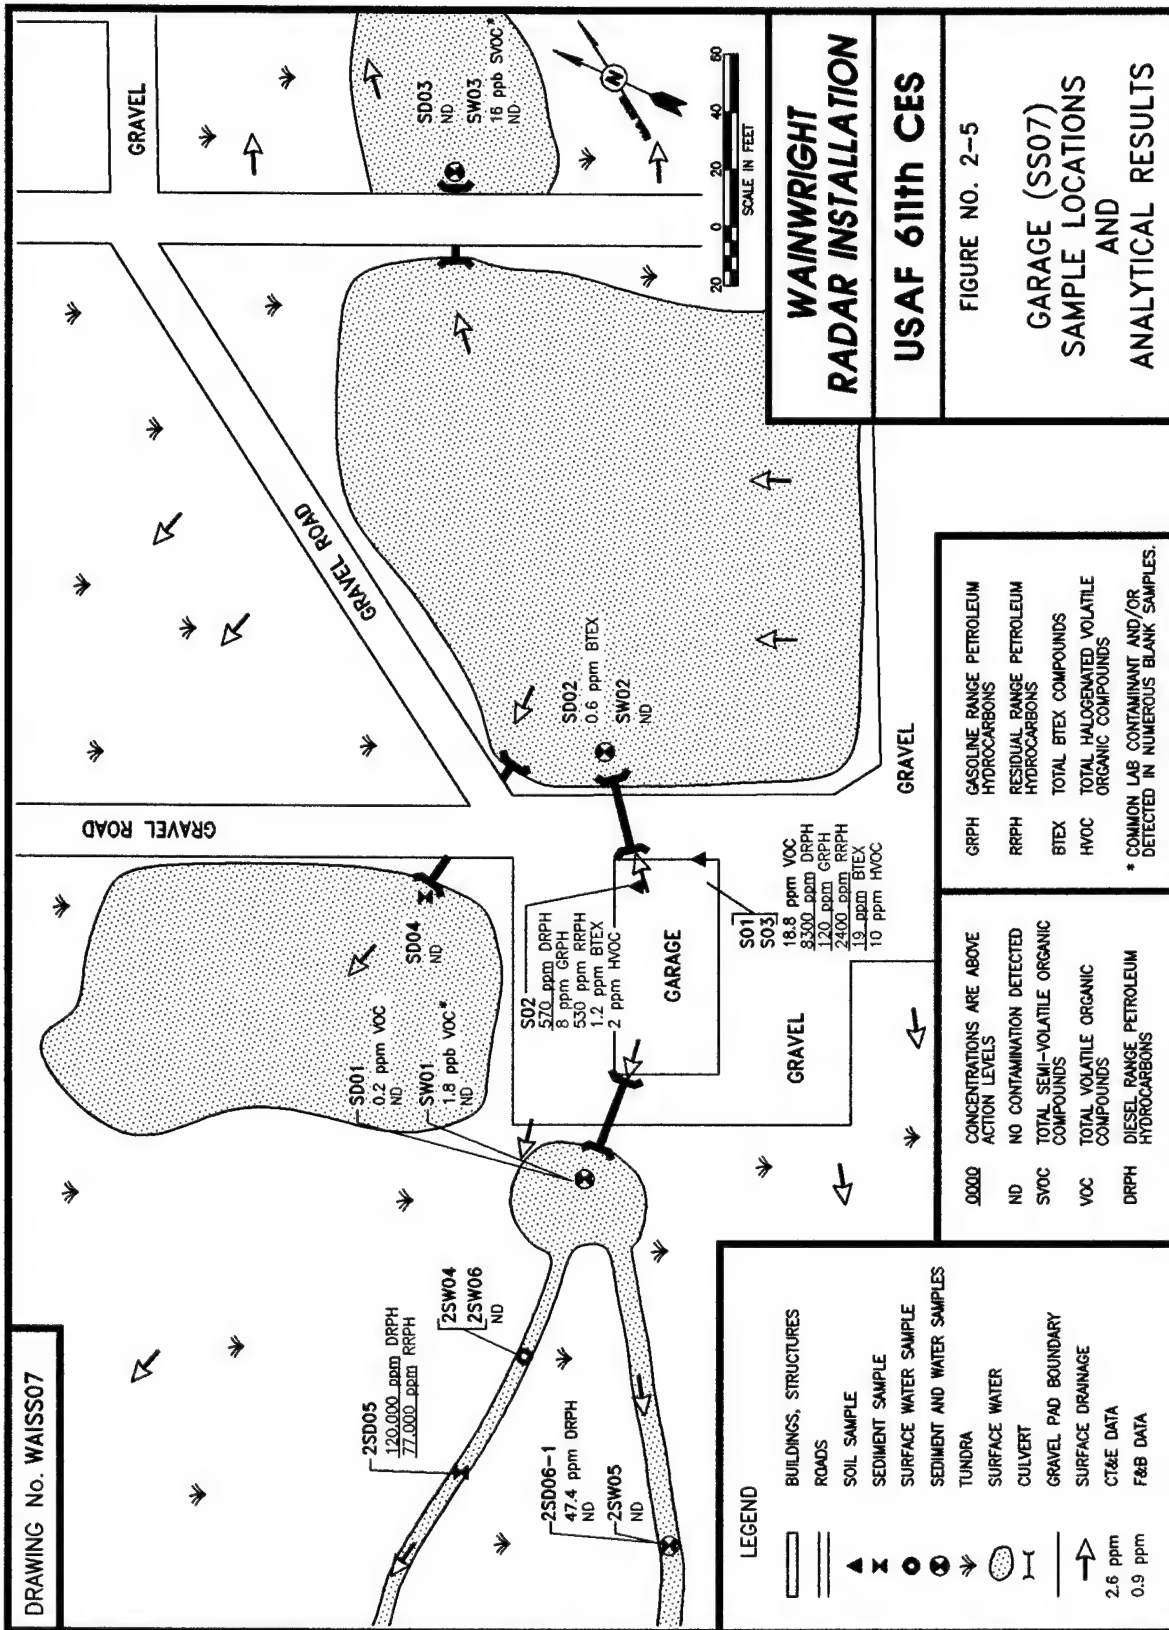 DRAWING No. WAISS07
GRAVEL
SD03
ND
SW03
16 ppb SVOC*
ND
N
20 0 20 40 60
SCALE IN FEET
GRAVEL ROAD
GRAVEL ROAD
SD02
0.6 ppm BTEX
SW02
ND
SD04
ND
SD01
0.2 ppm VOC
ND
SW01
1.8 ppb VOC*
ND
S02
570 ppm DRPH
8 ppm GRPH
530 ppm RRPH
1.2 ppm BTEX
2 ppm HVOC
GARAGE
S01
S03
18.8 ppm VOC
8300 ppm DRPH
120 ppm GRPH
2400 ppm RRPH
19 ppm BTEX
10 ppm HVOC
GRAVEL
GRAVEL
2SW04
2SW06
ND
2SD05
120,000 ppm DRPH
77,000 ppm RRPH
2SD06-1
47.4 ppm DRPH
ND
2SW05
ND
LEGEND
BUILDINGS, STRUCTURES
ROADS
SOIL SAMPLE
SEDIMENT SAMPLE
SURFACE WATER SAMPLE
SEDIMENT AND WATER SAMPLES
TUNDRA
SURFACE WATER
CULVERT
GRAVEL PAD BOUNDARY
SURFACE DRAINAGE
2.6 ppm CT&E DATA
0.9 ppm F&B DATA
0000 CONCENTRATIONS ARE ABOVE
ACTION LEVELS
ND NO CONTAMINATION DETECTED
SVOC TOTAL SEMI-VOLATILE ORGANIC
COMPOUNDS
VOC TOTAL VOLATILE ORGANIC
COMPOUNDS
DRPH DIESEL RANGE PETROLEUM
HYDROCARBONS
GRPH GASOLINE RANGE PETROLEUM
HYDROCARBONS
RRPH RESIDUAL RANGE PETROLEUM
HYDROCARBONS
BTEX TOTAL BTEX COMPOUNDS
HVOC TOTAL HALOGENATED VOLATILE
ORGANIC COMPOUNDS
* COMMON LAB CONTAMINANT AND/OR
DETECTED IN NUMEROUS BLANK SAMPLES.
WAINWRIGHT
RADAR INSTALLATION
USAF 611th CES
FIGURE NO. 2-5
GARAGE (SS07)
SAMPLE LOCATIONS
AND
ANALYTICAL RESULTS